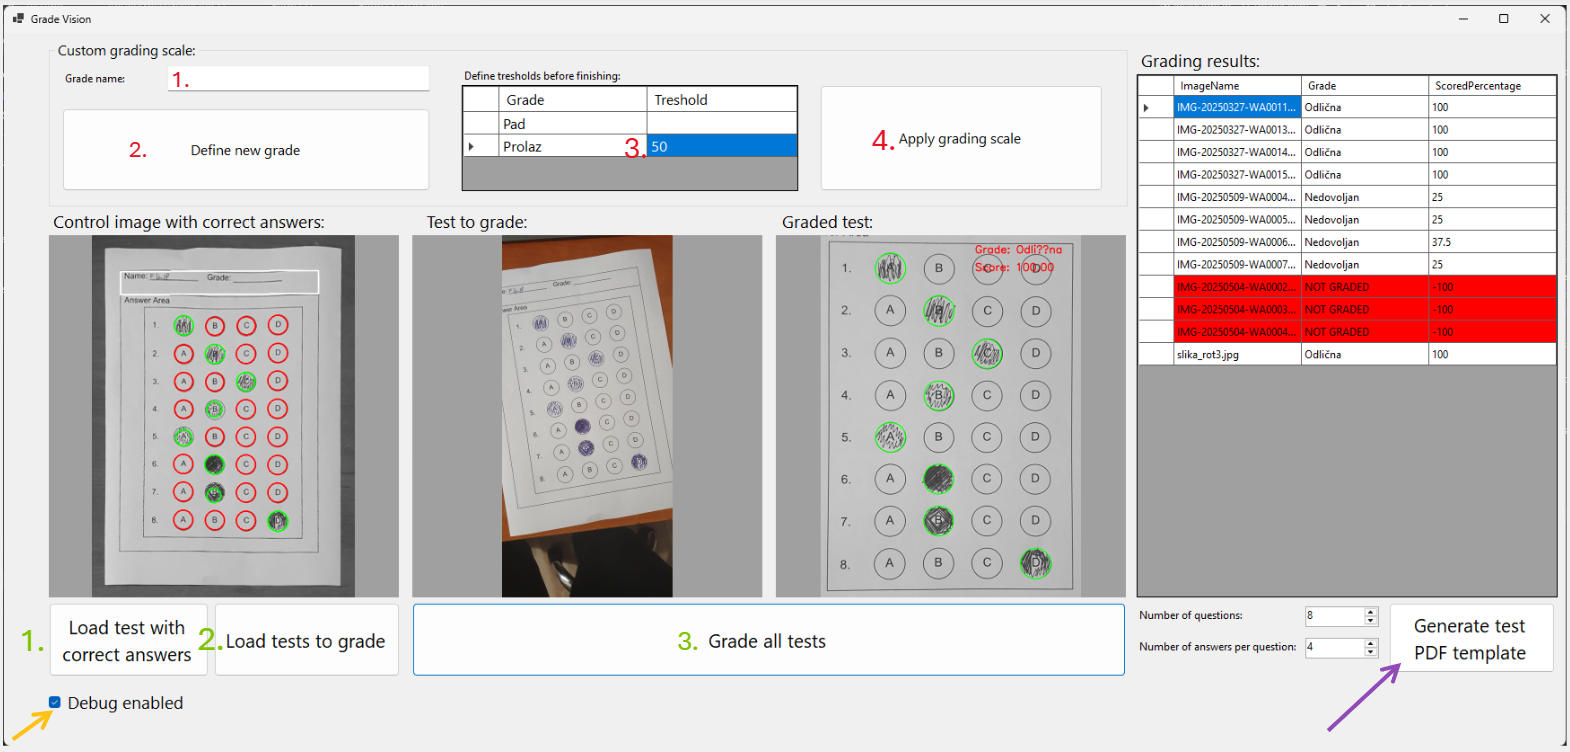 Grade Vision
Custom grading scale:
Grade name:
1.
2. Define new grade
Define tresholds before finishing:
Grade Treshold
Pad
Prolaz 3. 50
4. Apply grading scale
Control image with correct answers:
Name: Grade:
Answer Area
1. A B C D
2. A B C D
3. A B C D
4. A B C D
5. A B C D
6. A C D
7. A B C D
8. A B C D
Test to grade:
Grade:
wer Area
1. A B C D
2. A B C D
3. A B C D
4. A B C D
5. A B C D
6. A C D
7. A B C D
8. A B C D
Graded test:
Grade: Odli??na
Score: 100.00
1. A B C D
2. A B C D
3. A B C D
4. A B C D
5. A B C D
6. A C D
7. A B C D
8. A B C D
1. Load test with
correct answers
2. Load tests to grade
3. Grade all tests
Debug enabled
Grading results:
ImageName Grade ScoredPercentage
IMG-20250327-WA0011... Odlična 100
IMG-20250327-WA0013... Odlična 100
IMG-20250327-WA0014... Odlična 100
IMG-20250327-WA0015... Odlična 100
IMG-20250509-WA0004... Nedovoljan 25
IMG-20250509-WA0005... Nedovoljan 25
IMG-20250509-WA0006... Nedovoljan 37.5
IMG-20250509-WA0007... Nedovoljan 25
IMG-20250504-WA0002... NOT GRADED -100
IMG-20250504-WA0003... NOT GRADED -100
IMG-20250504-WA0004... NOT GRADED -100
slika_rot3.jpg Odlična 100
Number of questions: 8
Number of answers per question: 4
Generate test
PDF template